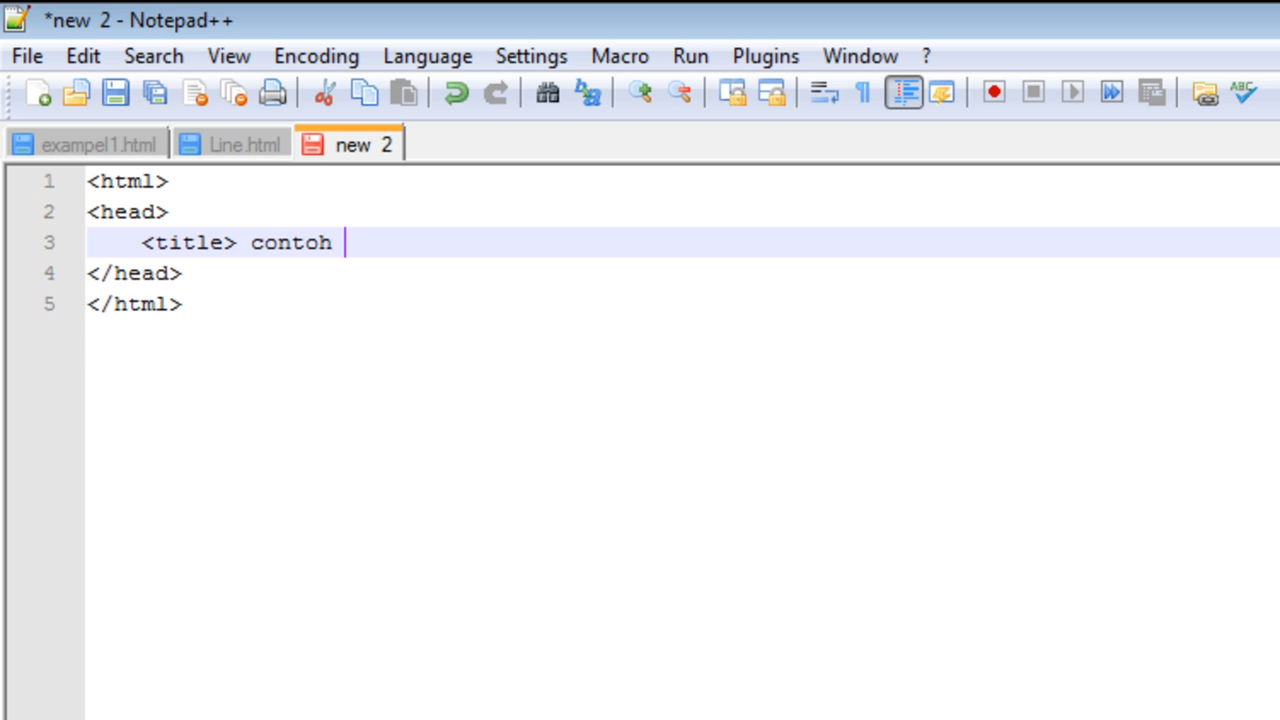 *new 2 - Notepad++
File Edit Search View Encoding Language Settings Macro Run Plugins Window ?
ABC
exampel1.html Line.html new 2
1 <html>
2 <head>
3 <title> contoh
4 </head>
5 </html>